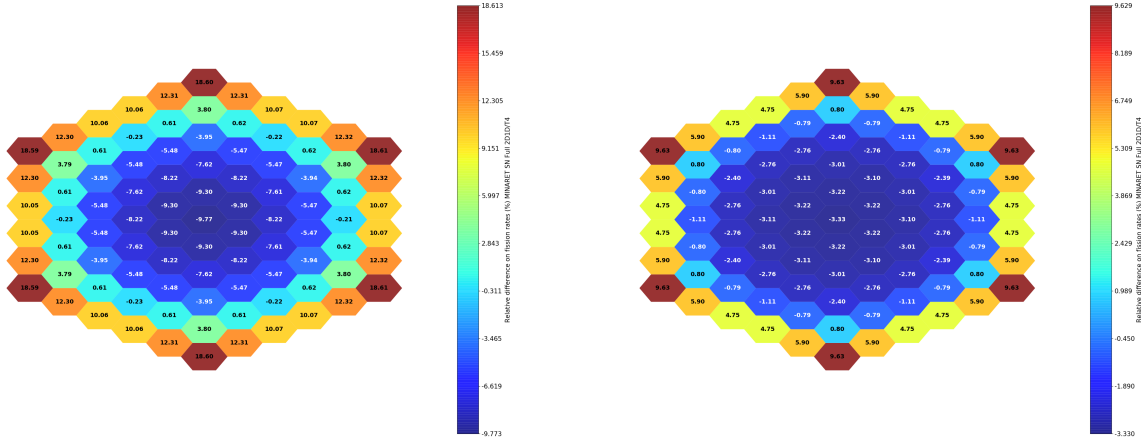 18.60
12.31 12.31
10.06 3.80 10.07
10.06 0.61 0.62 10.07
12.30 -0.23 -3.95 -0.22 12.32
18.59 0.61 -5.48 -5.47 0.62 18.61
3.79 -5.48 -7.62 -5.47 3.80
12.30 -3.95 -8.22 -8.22 -3.94 12.32
0.61 -7.62 -9.30 -7.61 0.62
10.05 -5.48 -9.30 -9.30 -5.47 10.07
-0.23 -8.22 -9.77 -8.22 -0.21
10.05 -5.48 -9.30 -9.30 -5.47 10.07
0.61 -7.62 -9.30 -7.61 0.62
12.30 -3.95 -8.22 -8.22 -3.94 12.32
3.79 -5.48 -7.62 -5.47 3.80
18.59 0.61 -5.48 -5.47 0.61 18.61
12.30 -0.23 -3.95 -0.22 12.32
10.06 0.61 0.61 10.07
10.06 3.80 10.07
12.31 12.31
18.60
18.613
15.459
12.305
9.151
5.997
2.843
-0.311
-3.465
-6.619
-9.773
Relative difference on fission rates (%) MINARET SN Full 2D1D/T4
9.63
5.90 5.90
4.75 0.80 4.75
4.75 -0.79 -0.79 4.75
5.90 -1.11 -2.40 -1.11 5.90
9.63 -0.80 -2.76 -2.76 -0.79 9.63
0.80 -2.76 -3.01 -2.76 0.80
5.90 -2.40 -3.11 -3.10 -2.39 5.90
-0.80 -3.01 -3.22 -3.01 -0.79
4.75 -2.76 -3.22 -3.22 -2.76 4.75
-1.11 -3.11 -3.33 -3.10 -1.11
4.75 -2.76 -3.22 -3.22 -2.76 4.75
-0.80 -3.01 -3.22 -3.01 -0.79
5.90 -2.40 -3.11 -3.10 -2.40 5.90
0.80 -2.76 -3.01 -2.76 0.80
9.63 -0.79 -2.76 -2.76 -0.79 9.63
5.90 -1.11 -2.40 -1.11 5.90
4.75 -0.79 -0.79 4.75
4.75 0.80 4.75
5.90 5.90
9.63
9.629
8.189
6.749
5.309
3.869
2.429
0.989
-0.450
-1.890
-3.330
Relative difference on fission rates (%) MINARET SN Full 2D1D/T4